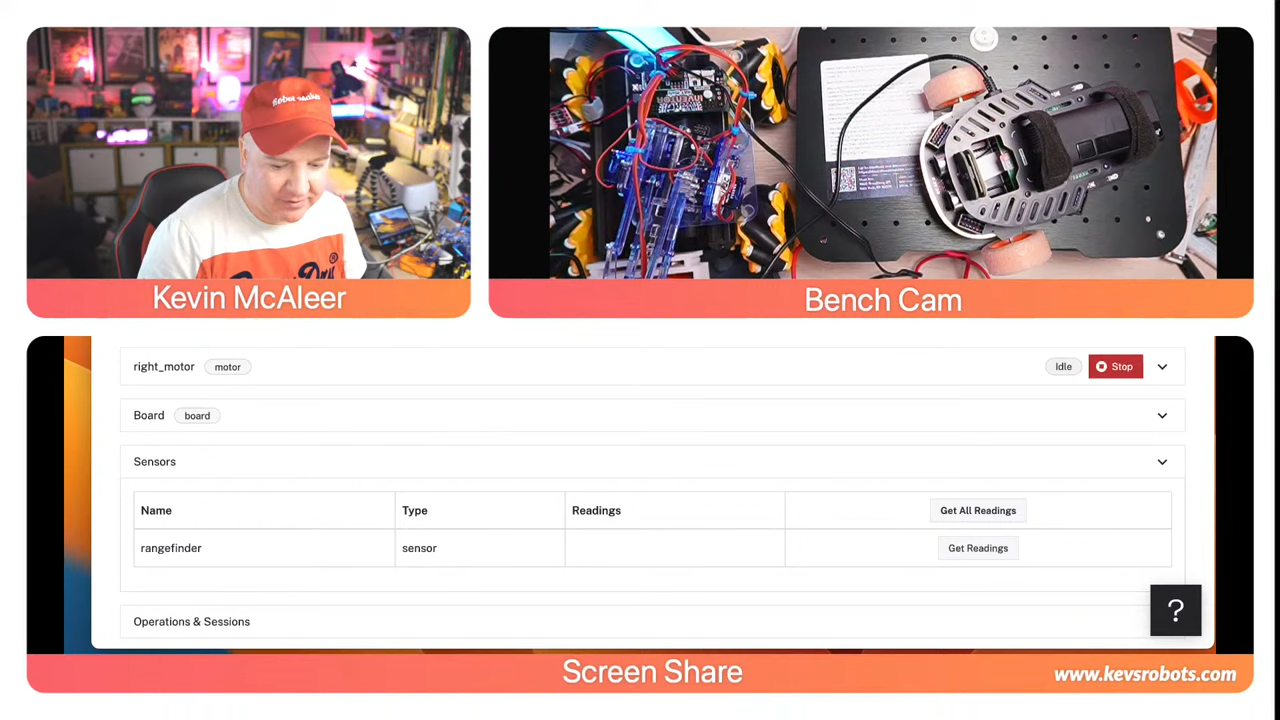 Kevin McAleer
INVENTOR
Bench Cam
right_motor motor Idle Stop
Board board
Sensors
Name Type Readings Get All Readings
rangefinder sensor Get Readings
Operations & Sessions
?
Screen Share
www.kevsrobots.com